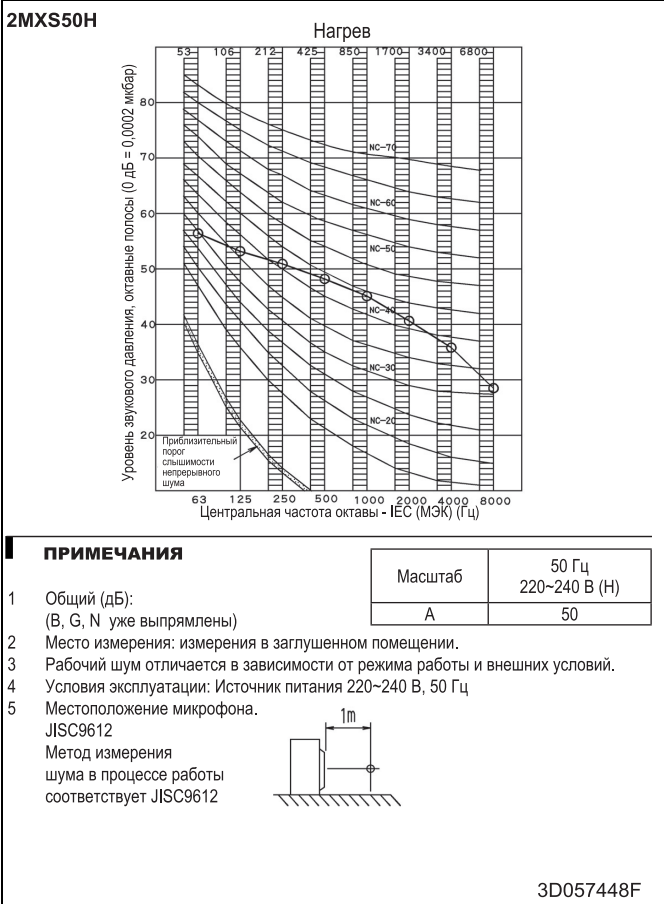 2MXS50H
Нагрев
53 106 212 425 850 1700 3400 6800
Уровень звукового давления, октавные полосы (0 дБ = 0,0002 мкбар)
80
70
60
50
40
30
20
NC-70
NC-60
NC-50
NC-40
NC-30
NC-20
Приблизительный
порог
слышимости
непрерывного
шума
63 125 250 500 1000 2000 4000 8000
Центральная частота октавы - IEC (МЭК) (Гц)
ПРИМЕЧАНИЯ
Масштаб
50 Гц
220~240 В (Н)
А 50
1 Общий (дБ):
(B, G, N уже выпрямлены)
2 Место измерения: измерения в заглушенном помещении.
3 Рабочий шум отличается в зависимости от режима работы и внешних условий.
4 Условия эксплуатации: Источник питания 220~240 В, 50 Гц
5 Местоположение микрофона.
JISC9612
Метод измерения
шума в процессе работы
соответствует JISC9612
1m
3D057448F